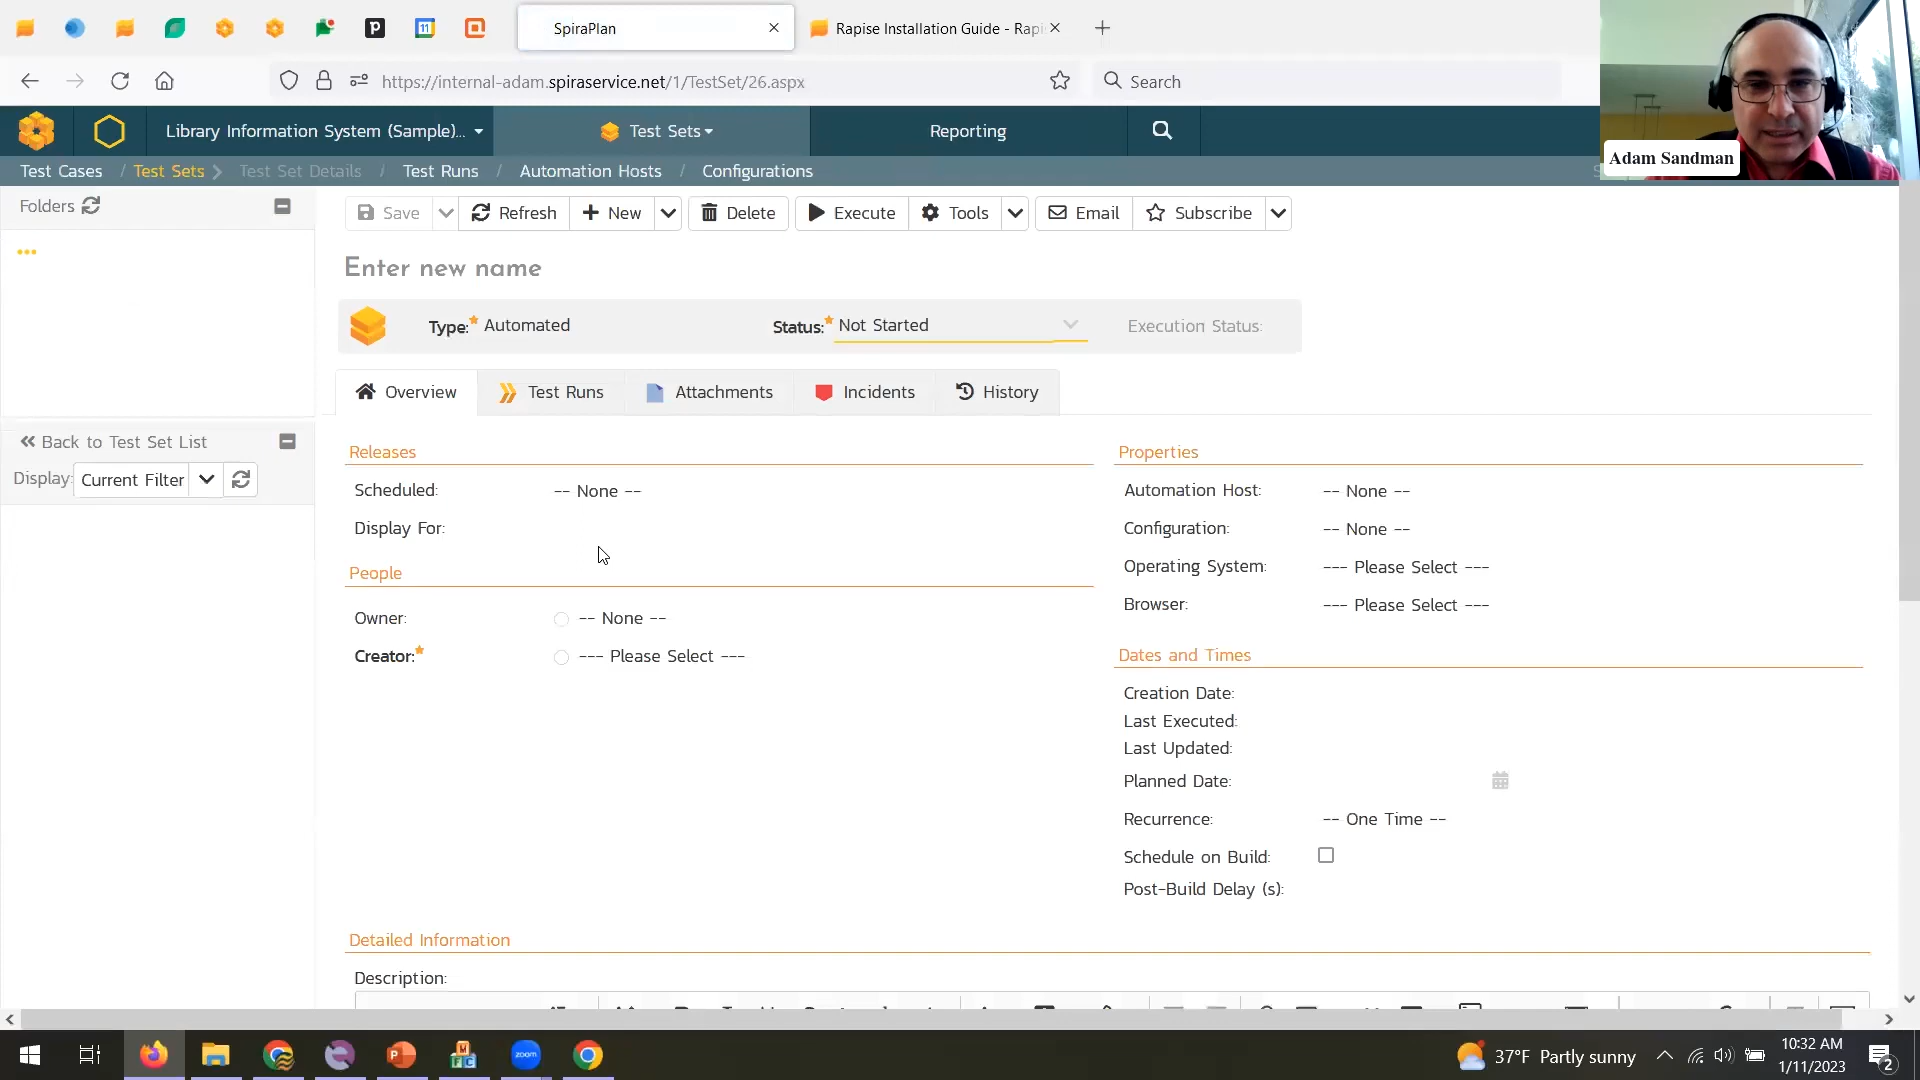 SpiraPlan
Rapise Installation Guide - Rapi
https://internal-adam.spiraservice.net/1/TestSet/26.aspx
Search
Library Information System (Sample)...
Test Sets
Reporting
Adam Sandman
Test Cases / Test Sets Test Set Details / Test Runs / Automation Hosts / Configurations
Folders
Save Refresh New Delete Execute Tools Email Subscribe
Enter new name
Type: Automated Status: Not Started Execution Status:
Overview Test Runs Attachments Incidents History
Back to Test Set List
Display: Current Filter
Releases
Scheduled: -- None --
Display For:
People
Owner: -- None --
Creator: --- Please Select ---
Properties
Automation Host: -- None --
Configuration: -- None --
Operating System: --- Please Select ---
Browser: --- Please Select ---
Dates and Times
Creation Date:
Last Executed:
Last Updated:
Planned Date:
Recurrence: -- One Time --
Schedule on Build:
Post-Build Delay (s):
Detailed Information
Description:
zoom
37°F Partly sunny
10:32 AM
1/11/2023
2